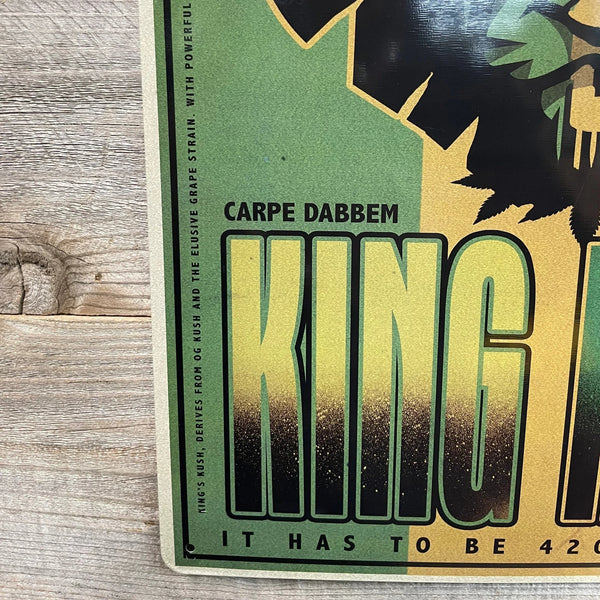 KING'S KUSH, DERIVES FROM OG KUSH AND THE ELUSIVE GRAPE STRAIN. WITH POWERFUL
CARPE DABBEM
KING
IT HAS TO BE 420